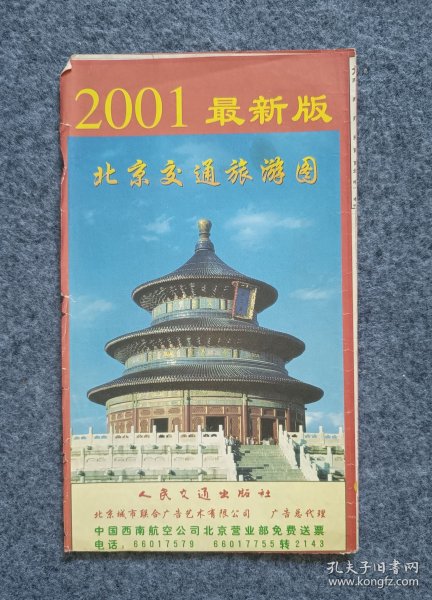 2001 最新版
北京交通旅游图
人民交通出版社
北京城市联合广告艺术有限公司 广告总代理
中国西南航空公司北京营业部免费送票
电话：66017579 66017755转2143
孔夫子旧书网
www.kongfz.com